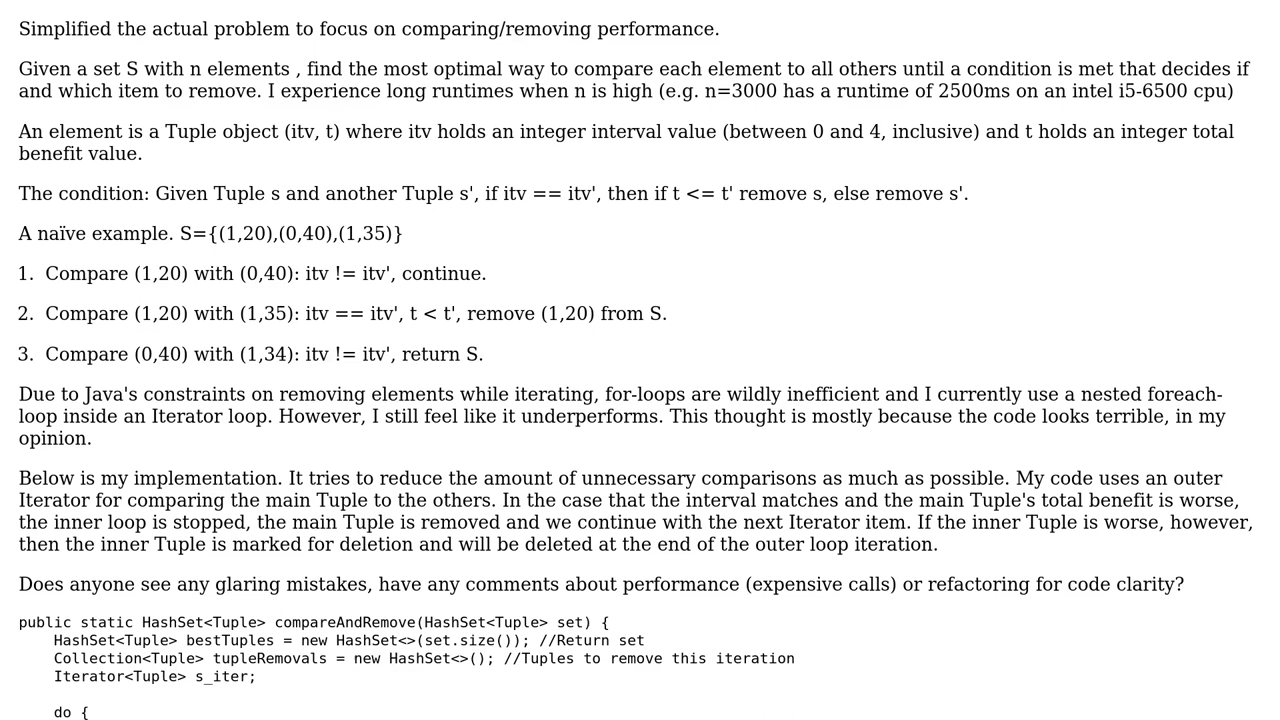 Simplified the actual problem to focus on comparing/removing performance.
Given a set S with n elements , find the most optimal way to compare each element to all others until a condition is met that decides if
and which item to remove. I experience long runtimes when n is high (e.g. n=3000 has a runtime of 2500ms on an intel i5-6500 cpu)
An element is a Tuple object (itv, t) where itv holds an integer interval value (between 0 and 4, inclusive) and t holds an integer total
benefit value.
The condition: Given Tuple s and another Tuple s', if itv == itv', then if t <= t' remove s, else remove s'.
A naïve example. S={(1,20),(0,40),(1,35)}
1. Compare (1,20) with (0,40): itv != itv', continue.
2. Compare (1,20) with (1,35): itv == itv', t < t', remove (1,20) from S.
3. Compare (0,40) with (1,34): itv != itv', return S.
Due to Java's constraints on removing elements while iterating, for-loops are wildly inefficient and I currently use a nested foreach-
loop inside an Iterator loop. However, I still feel like it underperforms. This thought is mostly because the code looks terrible, in my
opinion.
Below is my implementation. It tries to reduce the amount of unnecessary comparisons as much as possible. My code uses an outer
Iterator for comparing the main Tuple to the others. In the case that the interval matches and the main Tuple's total benefit is worse,
the inner loop is stopped, the main Tuple is removed and we continue with the next Iterator item. If the inner Tuple is worse, however,
then the inner Tuple is marked for deletion and will be deleted at the end of the outer loop iteration.
Does anyone see any glaring mistakes, have any comments about performance (expensive calls) or refactoring for code clarity?
public static HashSet<Tuple> compareAndRemove(HashSet<Tuple> set) {
    HashSet<Tuple> bestTuples = new HashSet<>(set.size()); //Return set
    Collection<Tuple> tupleRemovals = new HashSet<>(); //Tuples to remove this iteration
    Iterator<Tuple> s_iter;
    do {